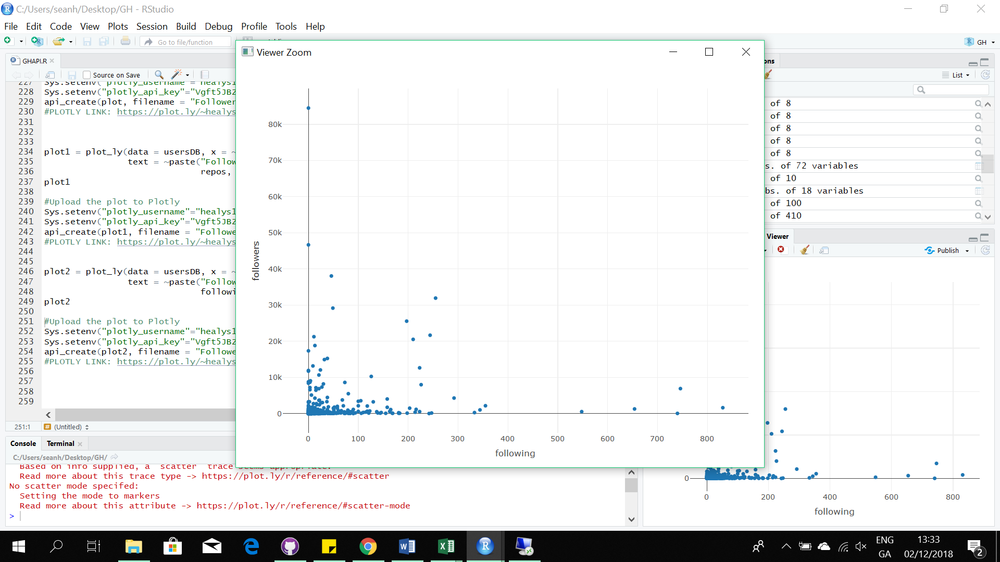 C:/Users/seanh/Desktop/GH - RStudio
File Edit Code View Plots Session Build Debug Profile Tools Help
Go to file/function
GH
GHAPI.R
Source on Save
227 Sys.setenv("plotly_username"="healys1
228 Sys.setenv("plotly_api_key"="Vgft5JBZ
229 api_create(plot, filename = "Follower
230 #PLOTLY LINK: https://plot.ly/~healys
231
232
233
234 plot1 = plot_ly(data = usersDB, x = ~
235 text = ~paste("Follow
236 repos,
237 plot1
238
239 #Upload the plot to Plotly
240 Sys.setenv("plotly_username"="healys1
241 Sys.setenv("plotly_api_key"="Vgft5JBZ
242 api_create(plot1, filename = "Followe
243 #PLOTLY LINK: https://plot.ly/~healys
244
245
246 plot2 = plot_ly(data = usersDB, x = ~
247 text = ~paste("Follow
248 followi
249 plot2
250
251 #Upload the plot to Plotly
252 Sys.setenv("plotly_username"="healys1
253 Sys.setenv("plotly_api_key"="Vgft5JBZ
254 api_create(plot2, filename = "Followe
255 #PLOTLY LINK: https://plot.ly/~healys
256
257
258
259
251:1 (Untitled)
Console Terminal
C:/Users/seanh/Desktop/GH/
Based on info supplied, a 'scatter' trace seems appropriate.
Read more about this trace type -> https://plot.ly/r/reference/#scatter
No scatter mode specifed:
Setting the mode to markers
Read more about this attribute -> https://plot.ly/r/reference/#scatter-mode
>
Viewer Zoom
80k
70k
60k
50k
40k
30k
20k
10k
0
followers
0 100 200 300 400 500 600 700 800
following
ons
List
of 8
of 8
of 8
of 8
of 8
s. of 72 variables
of 10
bs. of 18 variables
of 100
of 410
Viewer
Publish
0
0 200 400 600 800
following
ENG
GA
13:33
02/12/2018
2